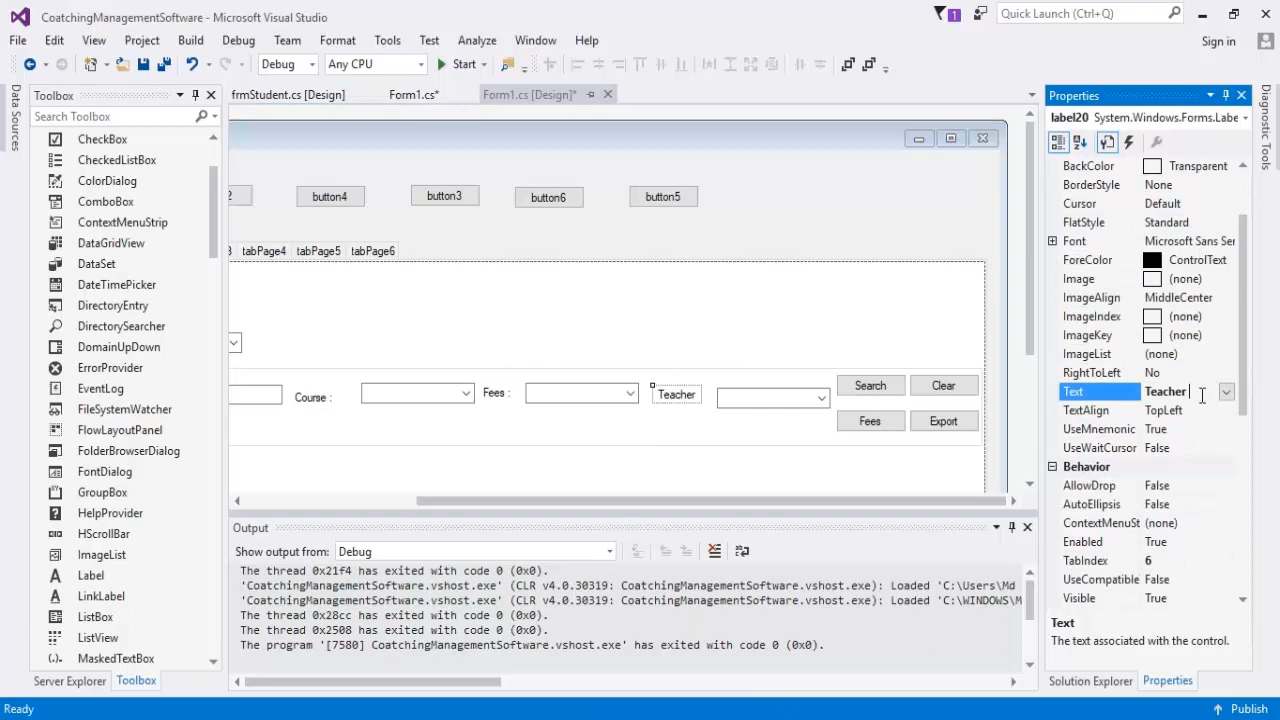 CoatchingManagementSoftware - Microsoft Visual Studio
1
Quick Launch (Ctrl+Q)
File Edit View Project Build Debug Team Format Tools Test Analyze Window Help
Sign in
Debug Any CPU Start
Data Sources
Toolbox
Search Toolbox
CheckBox
CheckedListBox
ColorDialog
ComboBox
ContextMenuStrip
DataGridView
DataSet
DateTimePicker
DirectoryEntry
DirectorySearcher
DomainUpDown
ErrorProvider
EventLog
FileSystemWatcher
FlowLayoutPanel
FolderBrowserDialog
FontDialog
GroupBox
HelpProvider
HScrollBar
ImageList
Label
LinkLabel
ListBox
ListView
MaskedTextBox
Server Explorer Toolbox
frmStudent.cs [Design] Form1.cs* Form1.cs [Design]*
2 button4 button3 button6 button5
3 tabPage4 tabPage5 tabPage6
Course : Fees : Teacher Search Clear
Fees Export
Output
Show output from: Debug
The thread 0x21f4 has exited with code 0 (0x0).
'CoatchingManagementSoftware.vshost.exe' (CLR v4.0.30319: CoatchingManagementSoftware.vshost.exe): Loaded 'C:\Users\Md
'CoatchingManagementSoftware.vshost.exe' (CLR v4.0.30319: CoatchingManagementSoftware.vshost.exe): Loaded 'C:\WINDOWS\M
The thread 0x28cc has exited with code 0 (0x0).
The thread 0x2508 has exited with code 0 (0x0).
The program '[7580] CoatchingManagementSoftware.vshost.exe' has exited with code 0 (0x0).
Properties
label20 System.Windows.Forms.Labe
BackColor Transparent
BorderStyle None
Cursor Default
FlatStyle Standard
Font Microsoft Sans Ser
ForeColor ControlText
Image (none)
ImageAlign MiddleCenter
ImageIndex (none)
ImageKey (none)
ImageList (none)
RightToLeft No
Text Teacher
TextAlign TopLeft
UseMnemonic True
UseWaitCursor False
Behavior
AllowDrop False
AutoEllipsis False
ContextMenuSt (none)
Enabled True
TabIndex 6
UseCompatible False
Visible True
Text
The text associated with the control.
Solution Explorer Properties
Diagnostic Tools
Publish